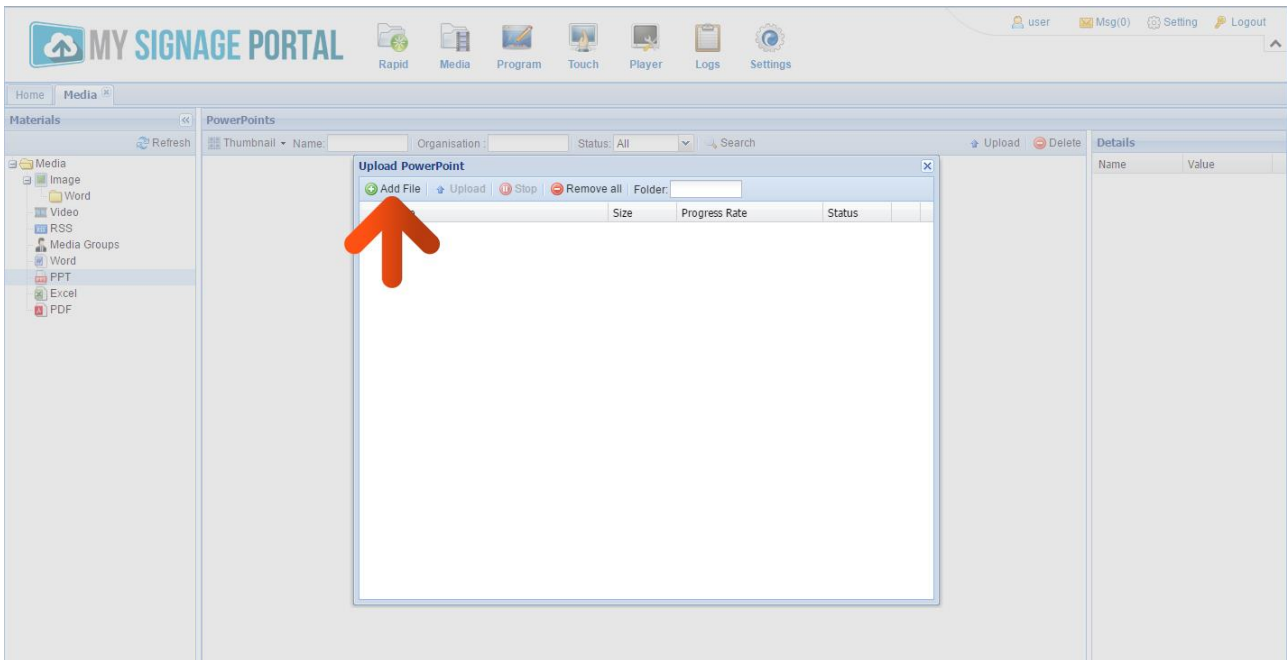 user Msg(0) Setting Logout
MY SIGNAGE PORTAL
Rapid Media Program Touch Player Logs Settings
Home Media
Materials PowerPoints
Refresh Thumbnail Name: Organisation : Status: All Search Upload Delete Details
Name Value
Media
Image
Word
Video
RSS
Media Groups
Word
PPT
Excel
PDF
Upload PowerPoint
Add File Upload Stop Remove all Folder:
Size Progress Rate Status